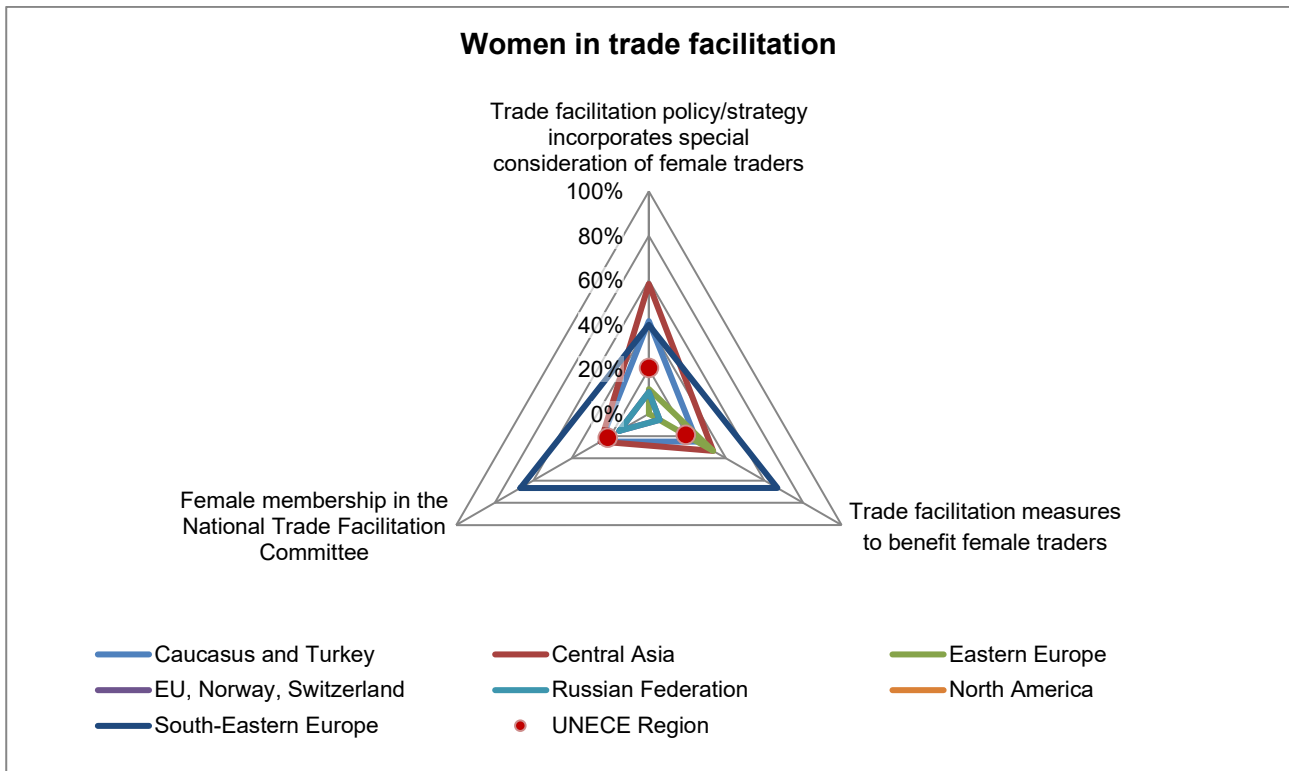 Women in trade facilitation
Trade facilitation policy/strategy
incorporates special
consideration of female traders
100%
80%
60%
40%
20%
0%
Female membership in the
National Trade Facilitation
Committee
Trade facilitation measures
to benefit female traders
Caucasus and Turkey
Central Asia
Eastern Europe
EU, Norway, Switzerland
Russian Federation
North America
South-Eastern Europe
UNECE Region